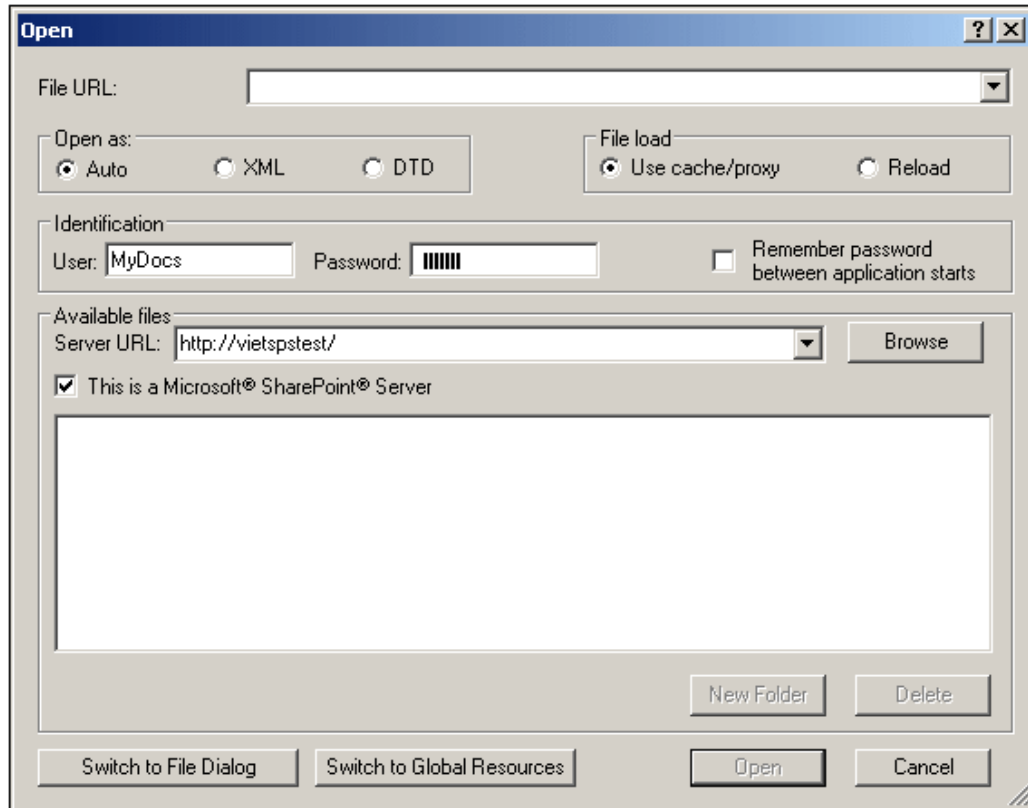 Open
File URL:
Open as:
Auto XML DTD
File load
Use cache/proxy Reload
Identification
User: MyDocs Password:
Remember password
between application starts
Available files
Server URL: http://vietspstest/ Browse
This is a Microsoft® SharePoint® Server
New Folder Delete
Switch to File Dialog Switch to Global Resources Open Cancel